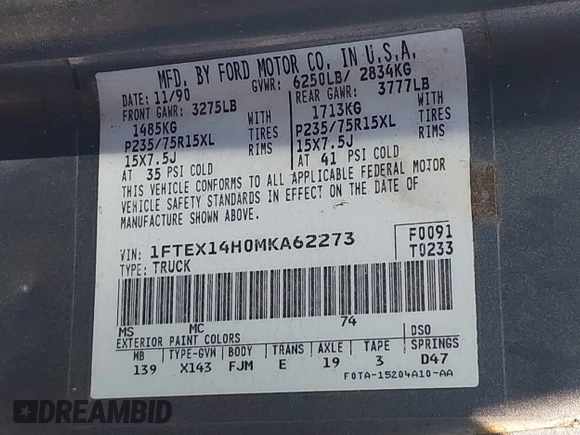 MFD. BY FORD MOTOR CO. IN U.S.A.
DATE: 11/90 GVWR: 6250LB/ 2834KG
FRONT GAWR: 3275LB REAR GAWR: 3777LB
1485KG WITH 1713KG WITH
P235/75R15XL TIRES P235/75R15XL TIRES
15X7.5J RIMS 15X7.5J RIMS
AT 35 PSI COLD AT 41 PSI COLD
THIS VEHICLE CONFORMS TO ALL APPLICABLE FEDERAL MOTOR
VEHICLE SAFETY STANDARDS IN EFFECT ON THE DATE OF
MANUFACTURE SHOWN ABOVE.
VIN: 1FTEX14H0MKA62273 F0091
TYPE: TRUCK T0233
MS MC 74
EXTERIOR PAINT COLORS DSO
WB TYPE-GVW BODY TRANS AXLE TAPE SPRINGS
139 X143 FJM E 19 3 D47
F0TA-15204A10-AA
DREAMBID